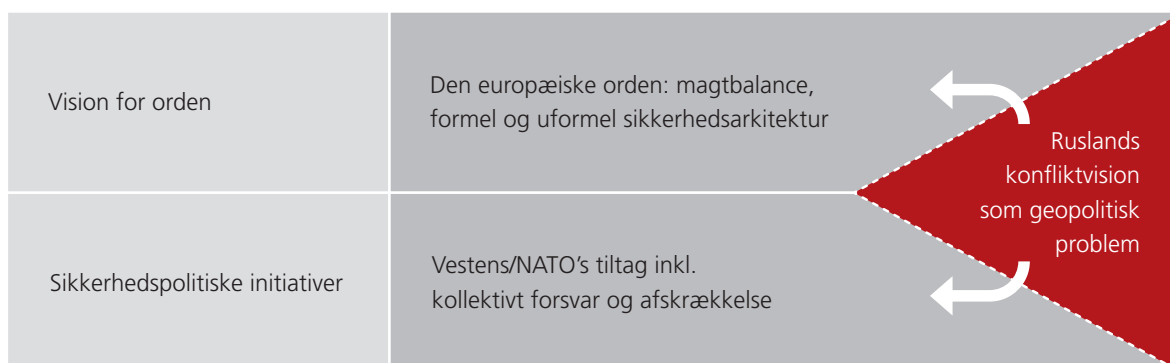 Vision for orden
Den europæiske orden: magtbalance,
formel og uformel sikkerhedsarkitektur
Ruslands
konfliktvision
som geopolitisk
problem
Sikkerhedspolitiske initiativer
Vestens/NATO’s tiltag inkl.
kollektivt forsvar og afskrækkelse